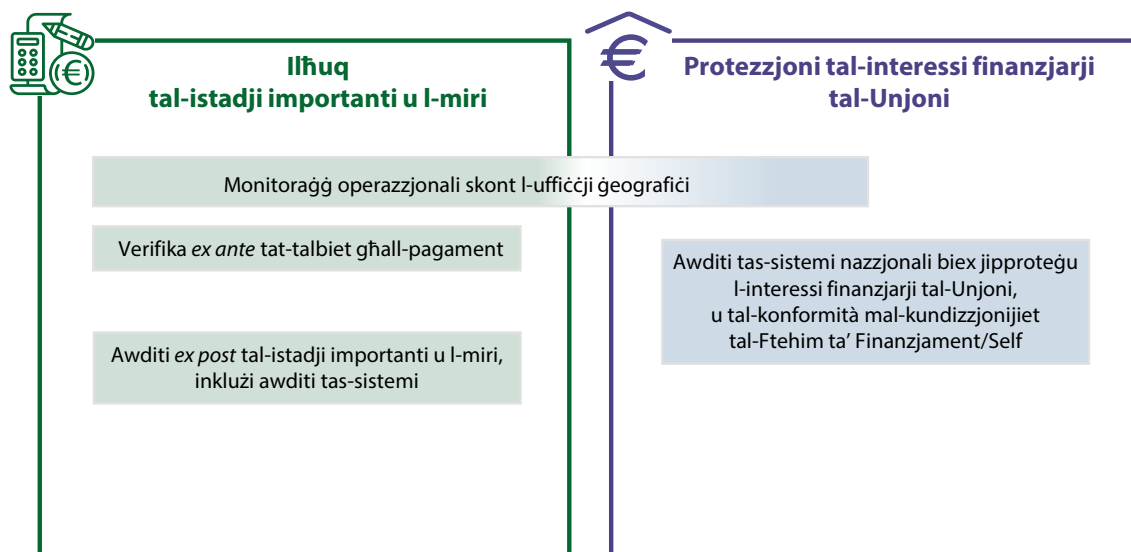 Ilħuq
tal-istadji importanti u l-miri
Protezzjoni tal-interessi finanzjarji
tal-Unjoni
Monitoraġġ operazzjonali skont l-uffiċċji ġeografiċi
Verifika ex ante tat-talbiet għall-pagament
Awditi ex post tal-istadji importanti u l-miri,
inklużi awditi tas-sistemi
Awditi tas-sistemi nazzjonali biex jipproteġu
l-interessi finanzjarji tal-Unjoni,
u tal-konformità mal-kundizzjonijiet
tal-Ftehim ta’ Finanzjament/Self